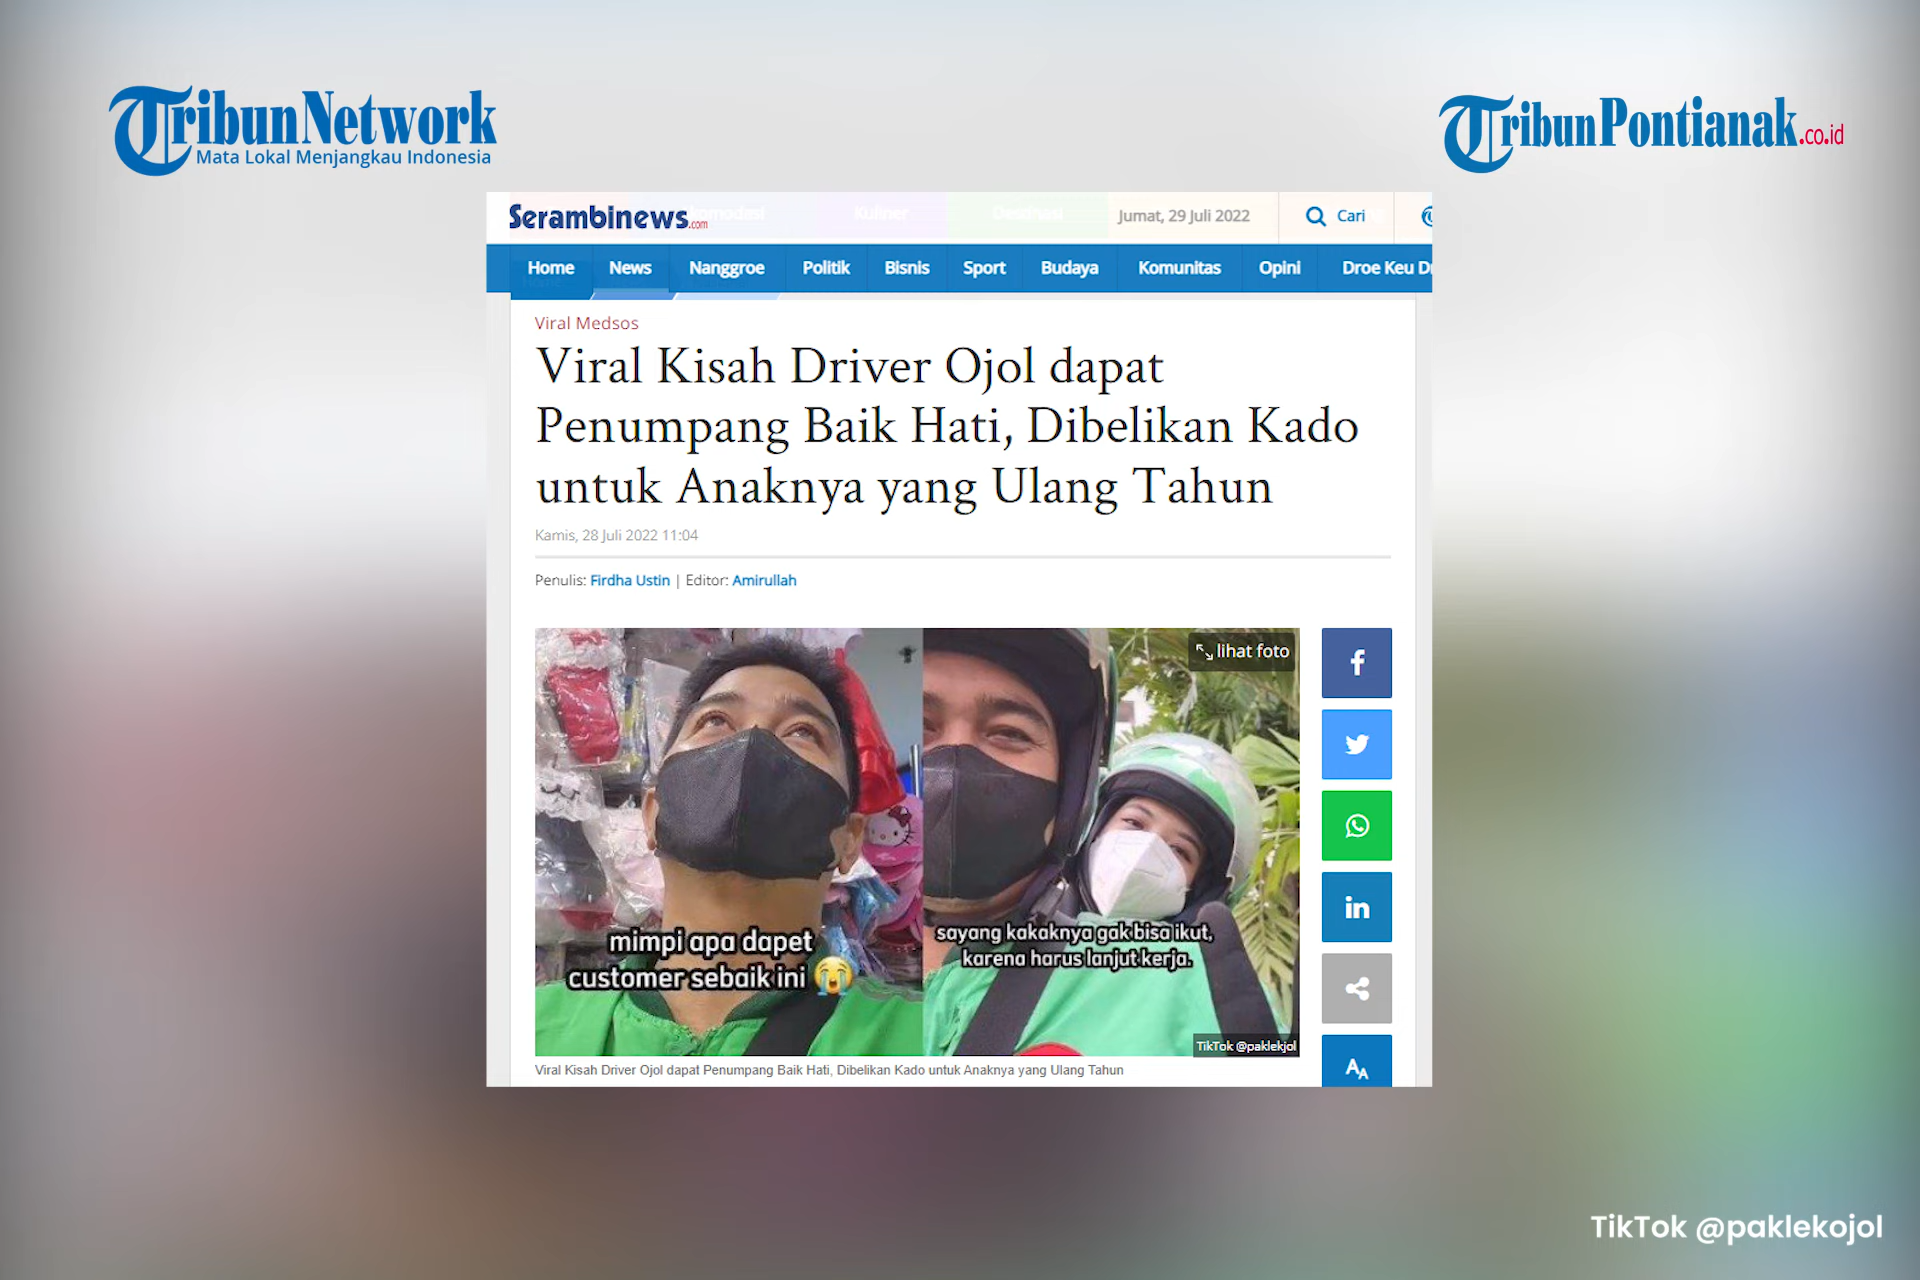 TribunNetwork
Mata Lokal Menjangkau Indonesia
TribunPontianak.co.id
Serambinews.com
Kuliner
Jumat, 29 Juli 2022
Cari
Home News Nanggroe Politik Bisnis Sport Budaya Komunitas Opini Droe Keu
Viral Medsos
Viral Kisah Driver Ojol dapat
Penumpang Baik Hati, Dibelikan Kado
untuk Anaknya yang Ulang Tahun
Kamis, 28 Juli 2022 11:04
Penulis: Firdha Ustin | Editor: Amirullah
lihat foto
mimpi apa dapet
customer sebaik ini 😭
sayang kakaknya gak bisa ikut,
karena harus lanjut kerja.
TikTok @paklekjol
Viral Kisah Driver Ojol dapat Penumpang Baik Hati, Dibelikan Kado untuk Anaknya yang Ulang Tahun
TikTok @paklekojol